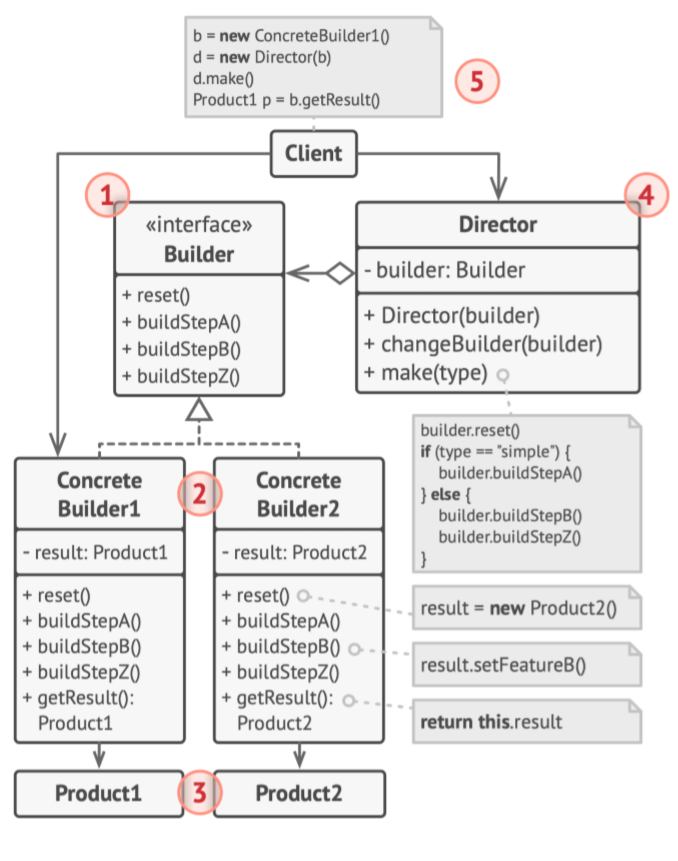 b = new ConcreteBuilder1()
d = new Director(b)
d.make()
Product1 p = b.getResult()
5
Client
1
«interface»
Builder
+ reset()
+ buildStepA()
+ buildStepB()
+ buildStepZ()
4
Director
- builder: Builder
+ Director(builder)
+ changeBuilder(builder)
+ make(type)
builder.reset()
if (type == "simple") {
builder.buildStepA()
} else {
builder.buildStepB()
builder.buildStepZ()
}
Concrete
Builder1
- result: Product1
+ reset()
+ buildStepA()
+ buildStepB()
+ buildStepZ()
+ getResult():
Product1
2
Concrete
Builder2
- result: Product2
+ reset()
+ buildStepA()
+ buildStepB()
+ buildStepZ()
+ getResult():
Product2
result = new Product2()
result.setFeatureB()
return this.result
Product1
3
Product2